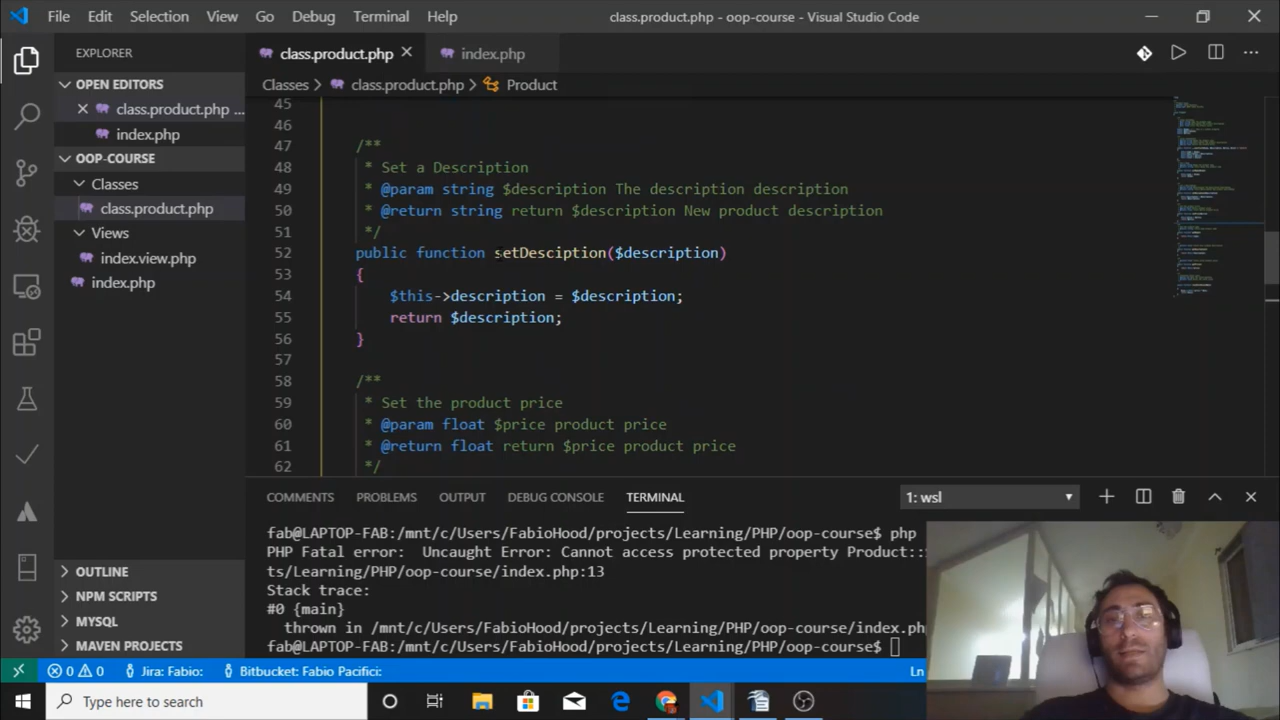 File Edit Selection View Go Debug Terminal Help class.product.php - oop-course - Visual Studio Code
EXPLORER
class.product.php
index.php
OPEN EDITORS
Classes class.product.php Product
class.product.php ...
index.php
OOP-COURSE
Classes
class.product.php
Views
index.view.php
index.php
45
46
47 /**
48 * Set a Description
49 * @param string $description The description description
50 * @return string return $description New product description
51 */
52 public function setDesciption($description)
53 {
54 $this->description = $description;
55 return $description;
56 }
57
58 /**
59 * Set the product price
60 * @param float $price product price
61 * @return float return $price product price
62 */
COMMENTS PROBLEMS OUTPUT DEBUG CONSOLE TERMINAL 1: wsl
fab@LAPTOP-FAB:/mnt/c/Users/FabioHood/projects/Learning/PHP/oop-course$ php
PHP Fatal error: Uncaught Error: Cannot access protected property Product::
ts/Learning/PHP/oop-course/index.php:13
Stack trace:
#0 {main}
thrown in /mnt/c/Users/FabioHood/projects/Learning/PHP/oop-course/index.php
fab@LAPTOP-FAB:/mnt/c/Users/FabioHood/projects/Learning/PHP/oop-course$
OUTLINE
NPM SCRIPTS
MYSQL
MAVEN PROJECTS
0 0 Jira: Fabio: Bitbucket: Fabio Pacifici: Ln
Type here to search